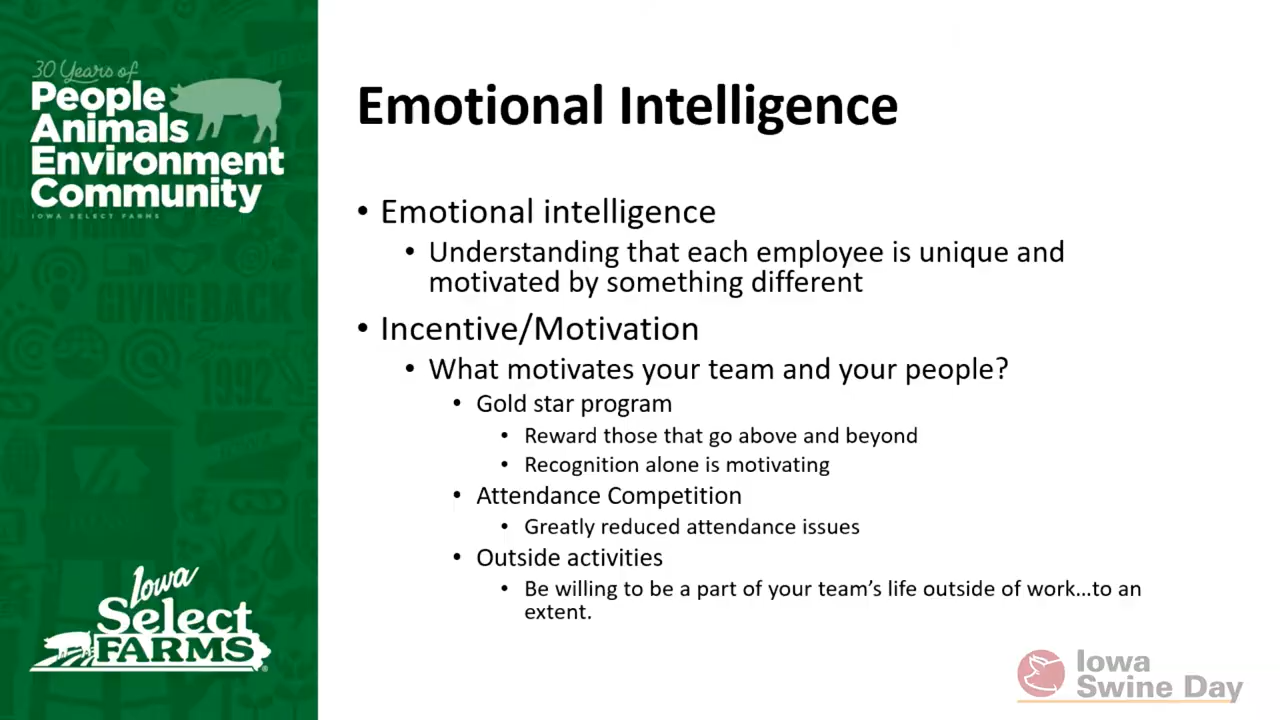 30 Years of
People
Animals
Environment
Community
IOWA SELECT FARMS
GIVING BACK
1992
Iowa
Select
FARMS®
Emotional Intelligence
• Emotional intelligence
• Understanding that each employee is unique and
motivated by something different
• Incentive/Motivation
• What motivates your team and your people?
• Gold star program
• Reward those that go above and beyond
• Recognition alone is motivating
• Attendance Competition
• Greatly reduced attendance issues
• Outside activities
• Be willing to be a part of your team’s life outside of work…to an
extent.
Iowa
Swine Day